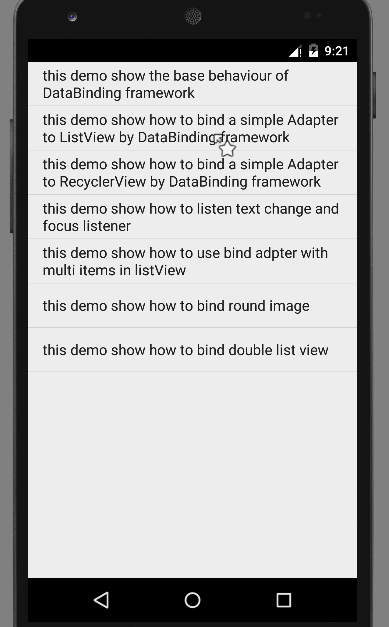 9:21
this demo show the base behaviour of
DataBinding framework
this demo show how to bind a simple Adapter
to ListView by DataBinding framework
this demo show how to bind a simple Adapter
to RecyclerView by DataBinding framework
this demo show how to listen text change and
focus listener
this demo show how to use bind adpter with
multi items in listView
this demo show how to bind round image
this demo show how to bind double list view